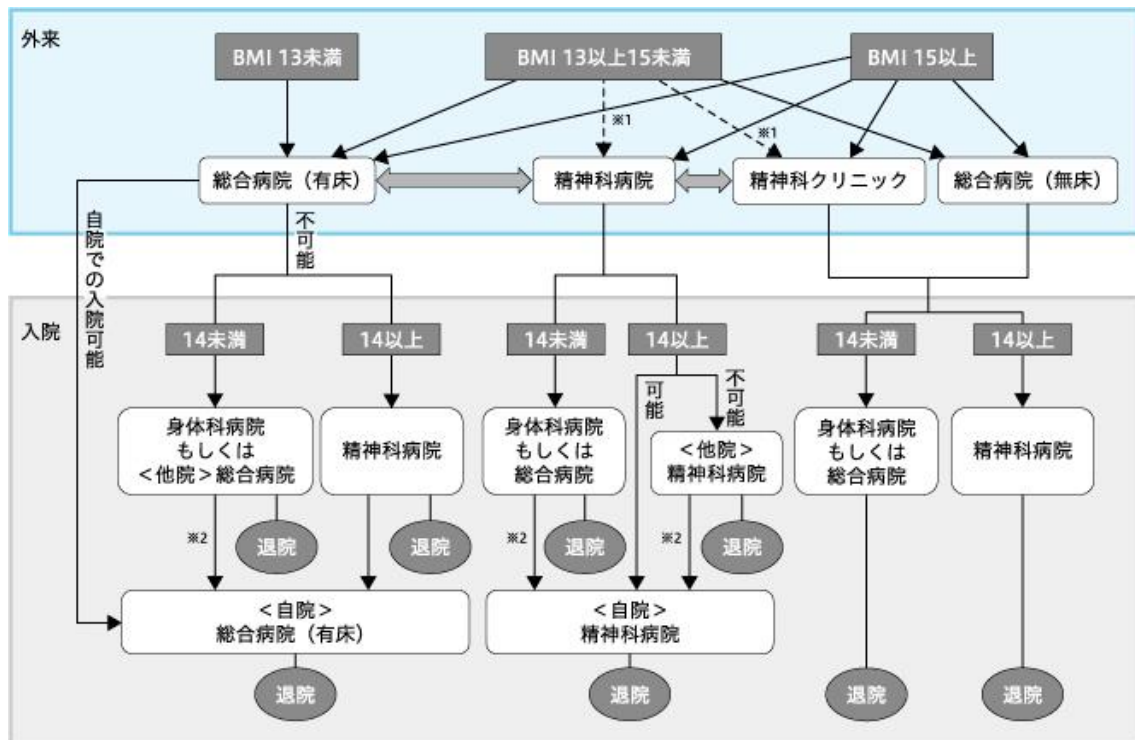 外来
BMI 13未満
BMI 13以上15未満
BMI 15以上
※1
※1
総合病院（有床）
精神科病院
精神科クリニック
総合病院（無床）
自院での入院可能
不可能
入院
14未満
14以上
14未満
14以上
14未満
14以上
可能
不可能
身体科病院
もしくは
＜他院＞総合病院
精神科病院
身体科病院
もしくは
総合病院
＜他院＞
精神科病院
身体科病院
もしくは
総合病院
精神科病院
※2
退院
退院
※2
退院
※2
退院
＜自院＞
総合病院（有床）
＜自院＞
精神科病院
退院
退院
退院
退院